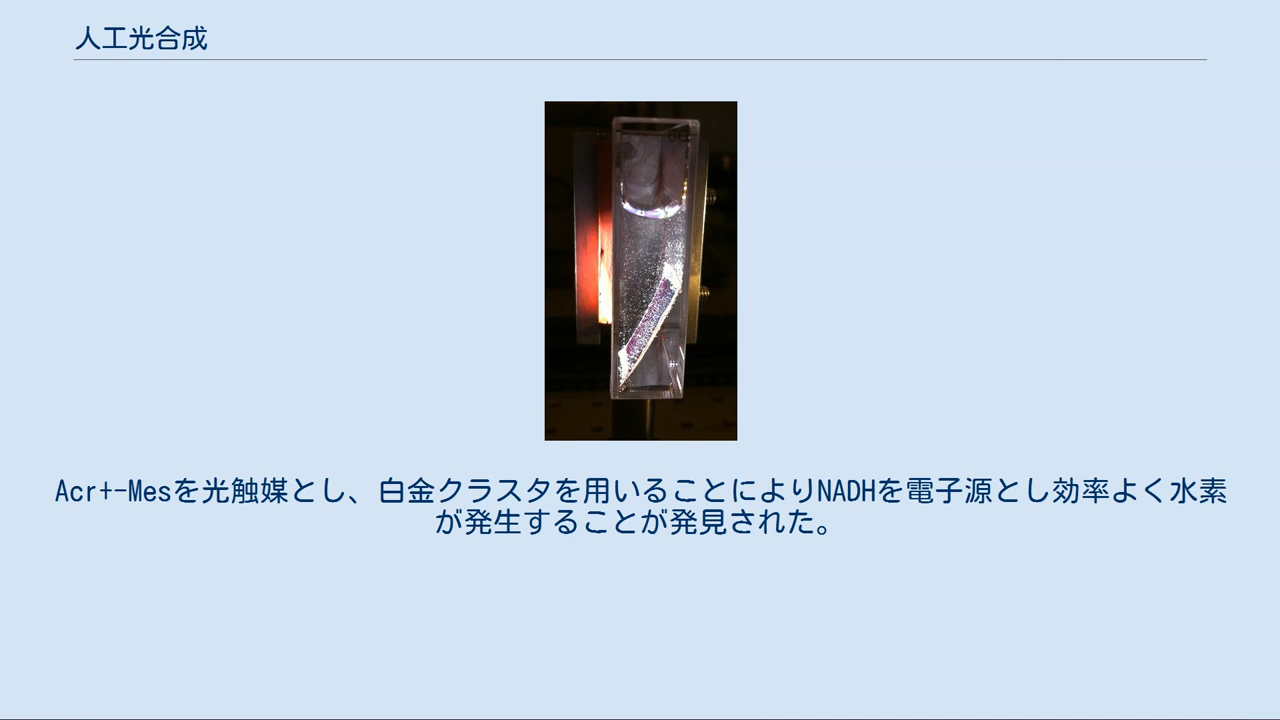 人工光合成
Acr+-Mesを光触媒とし、白金クラスタを用いることによりNADHを電子源とし効率よく水素
が発生することが発見された。